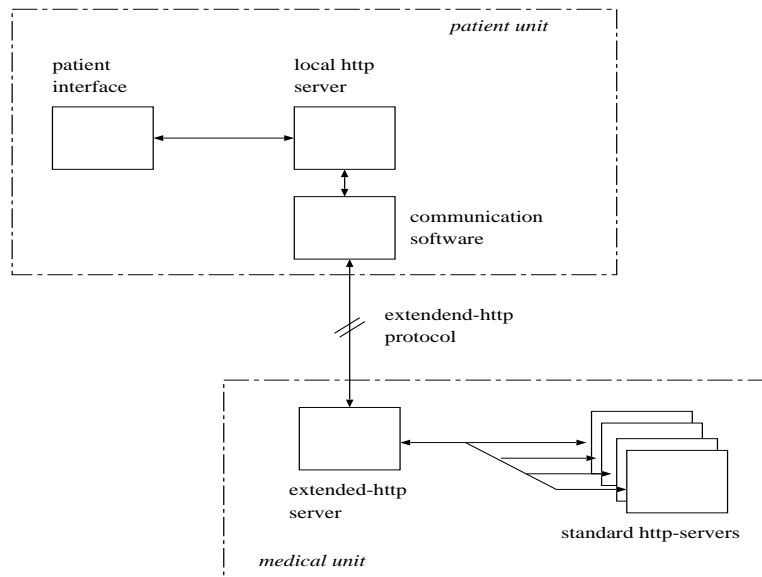 patient unit
patient
interface
local http
server
communication
software
extendend-http
protocol
extended-http
server
standard http-servers
medical unit